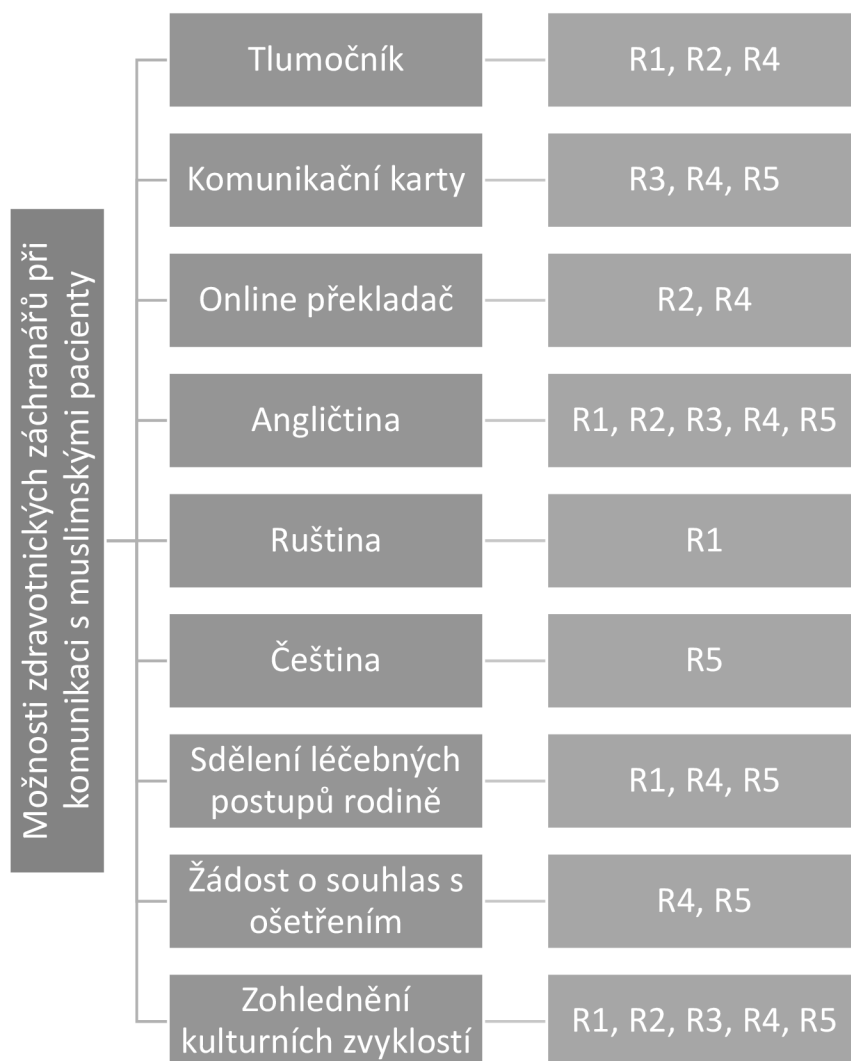 Možnosti zdravotnických záchranářů při
komunikaci s muslimskými pacienty
Tlumočník
R1, R2, R4
Komunikační karty
R3, R4, R5
Online překladač
R2, R4
Angličtina
R1, R2, R3, R4, R5
Ruština
R1
Čeština
R5
Sdělení léčebných
postupů rodině
R1, R4, R5
Žádost o souhlas s
ošetřením
R4, R5
Zohlednění
kulturních zvyklostí
R1, R2, R3, R4, R5